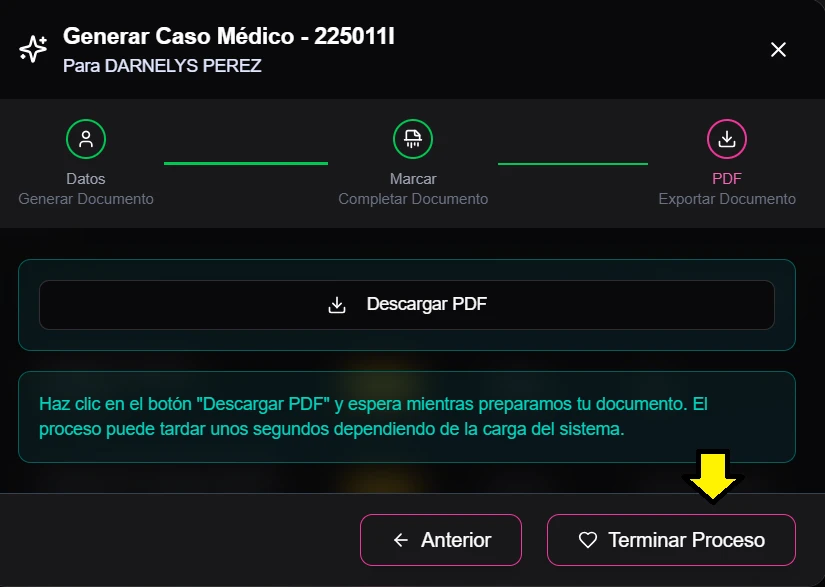 Generar Caso Médico - 225011I
Para DARNELYS PEREZ
Datos
Generar Documento
Marcar
Completar Documento
PDF
Exportar Documento
Descargar PDF
Haz clic en el botón "Descargar PDF" y espera mientras preparamos tu documento. El
proceso puede tardar unos segundos dependiendo de la carga del sistema.
Anterior
Terminar Proceso